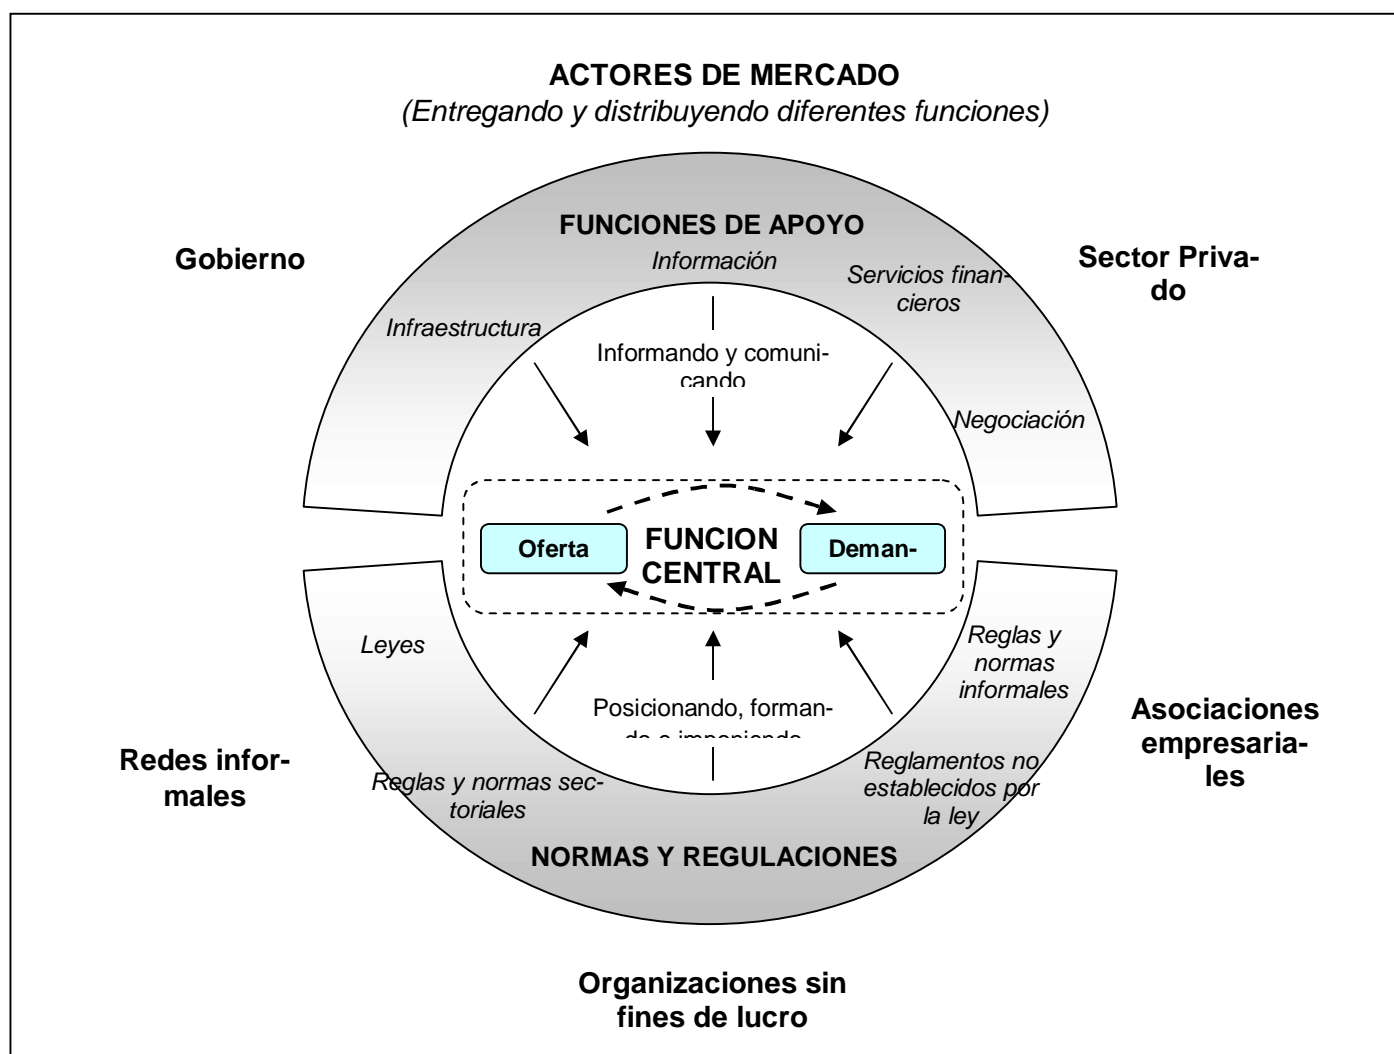 ACTORES DE MERCADO
(Entregando y distribuyendo diferentes funciones)
FUNCIONES DE APOYO
Gobierno
Información
Sector Priva-
do
Servicios finan-
cieros
Infraestructura
Informando y comuni-
cando
Negociación
Oferta
FUNCION
CENTRAL
Deman-
Leyes
Reglas y
normas
informales
Posicionando, forman-
do e imponiendo
Asociaciones
empresaria-
les
Redes infor-
males
Reglas y normas sec-
toriales
Reglamentos no
establecidos por
la ley
NORMAS Y REGULACIONES
Organizaciones sin
fines de lucro